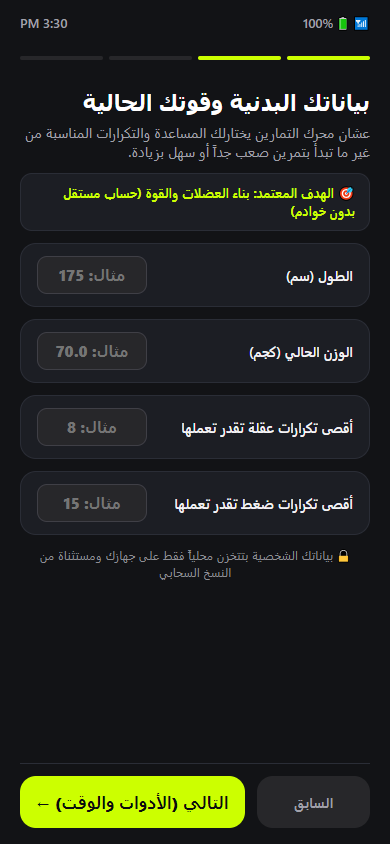 3:30 PM
100%
بياناتك البدنية وقوتك الحالية
عشان محرك التمارين يختارلك المساعدة والتكرارات المناسبة من
غير ما تبدأ بتمرين صعب جداً أو سهل بزيادة.
🎯 الهدف المعتمد: بناء العضلات والقوة (حساب مستقل
بدون خوادم)
الطول (سم)
مثال: 175
الوزن الحالي (كجم)
مثال: 70.0
أقصى تكرارات عقلة تقدر تعملها
مثال: 8
أقصى تكرارات ضغط تقدر تعملها
مثال: 15
🔒 بياناتك الشخصية بتتخزن محلياً فقط على جهازك ومستثناة من
النسخ السحابي
السابق
التالي (الأدوات والوقت) ←